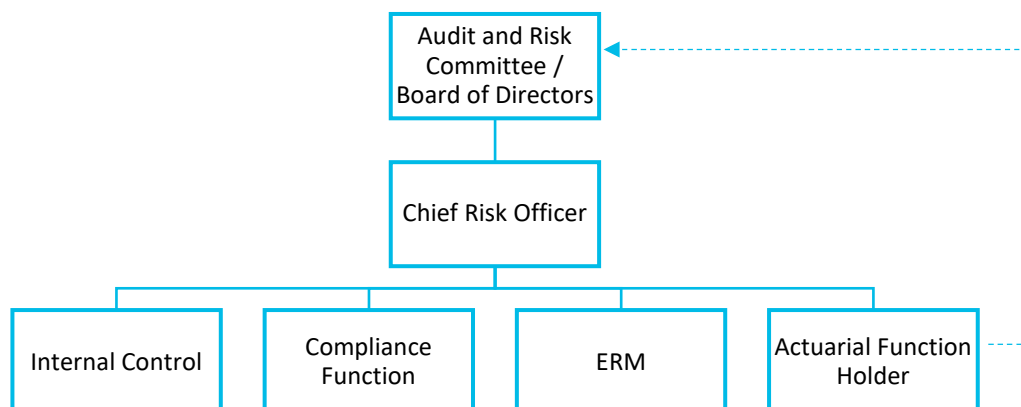 Audit and Risk
Committee /
Board of Directors
Chief Risk Officer
Internal Control
Compliance
Function
ERM
Actuarial Function
Holder